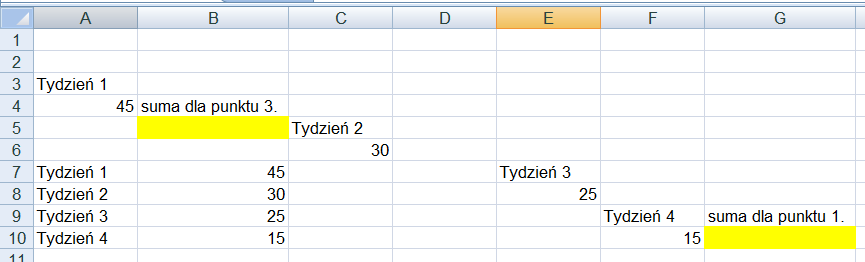 A B C D E F G
1
2
3 Tydzień 1
4 45 suma dla punktu 3.
5 Tydzień 2
6 30
7 Tydzień 1 45 Tydzień 3
8 Tydzień 2 30 25
9 Tydzień 3 25 Tydzień 4 suma dla punktu 1.
10 Tydzień 4 15 15
11